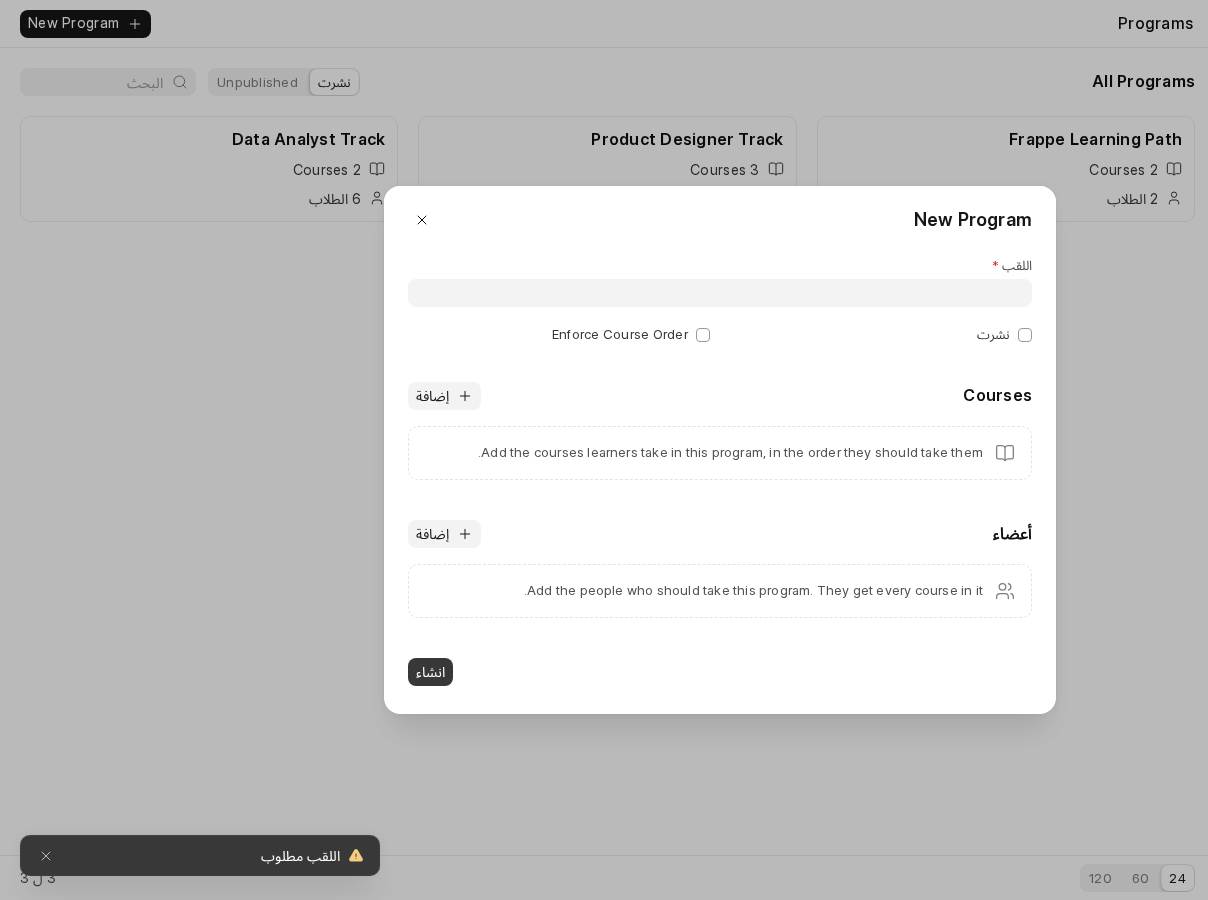 Programs
New Program
All Programs
نشرت
Unpublished
البحث
Frappe Learning Path
2 Courses
2 الطلاب
Product Designer Track
3 Courses
Data Analyst Track
2 Courses
6 الطلاب
New Program
اللقب *
نشرت
Enforce Course Order
Courses
إضافة
Add the courses learners take in this program, in the order they should take them.
أعضاء
إضافة
Add the people who should take this program. They get every course in it.
انشاء
اللقب مطلوب
24
60
120
3 ل 3